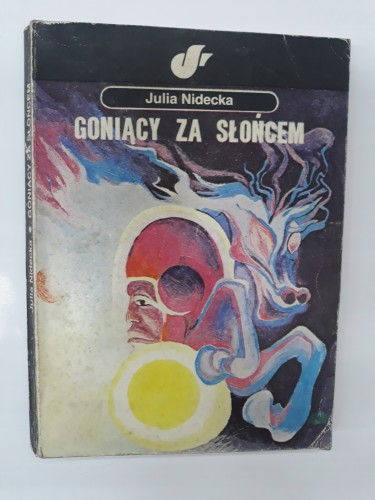 Julia Nidecka
GONIĄCY ZA SŁOŃCEM
Julia Nidecka • GONIĄCY ZA SŁOŃCEM